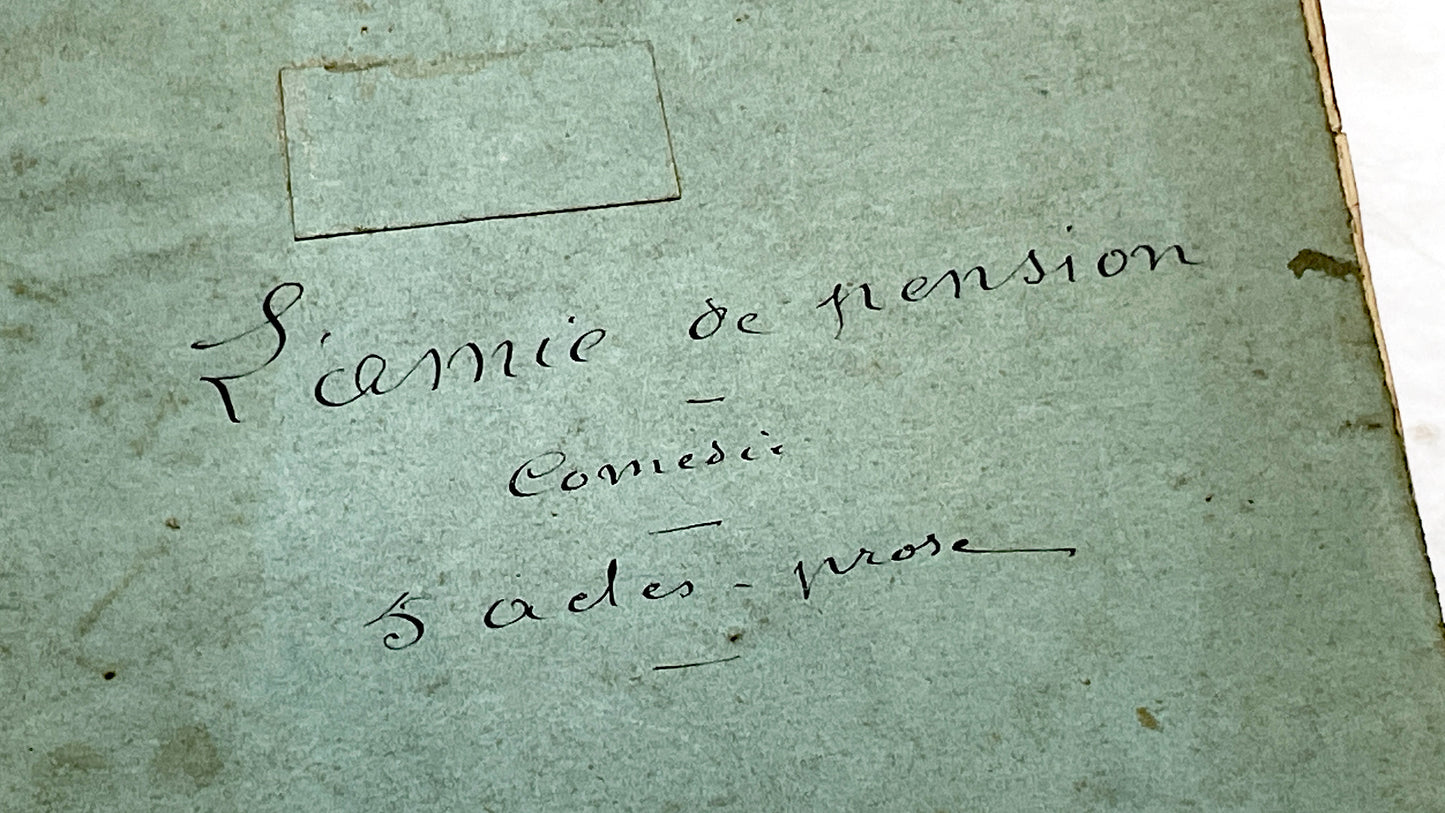 L'amie de pension
—
Comedie
—
5 actes - prose
—